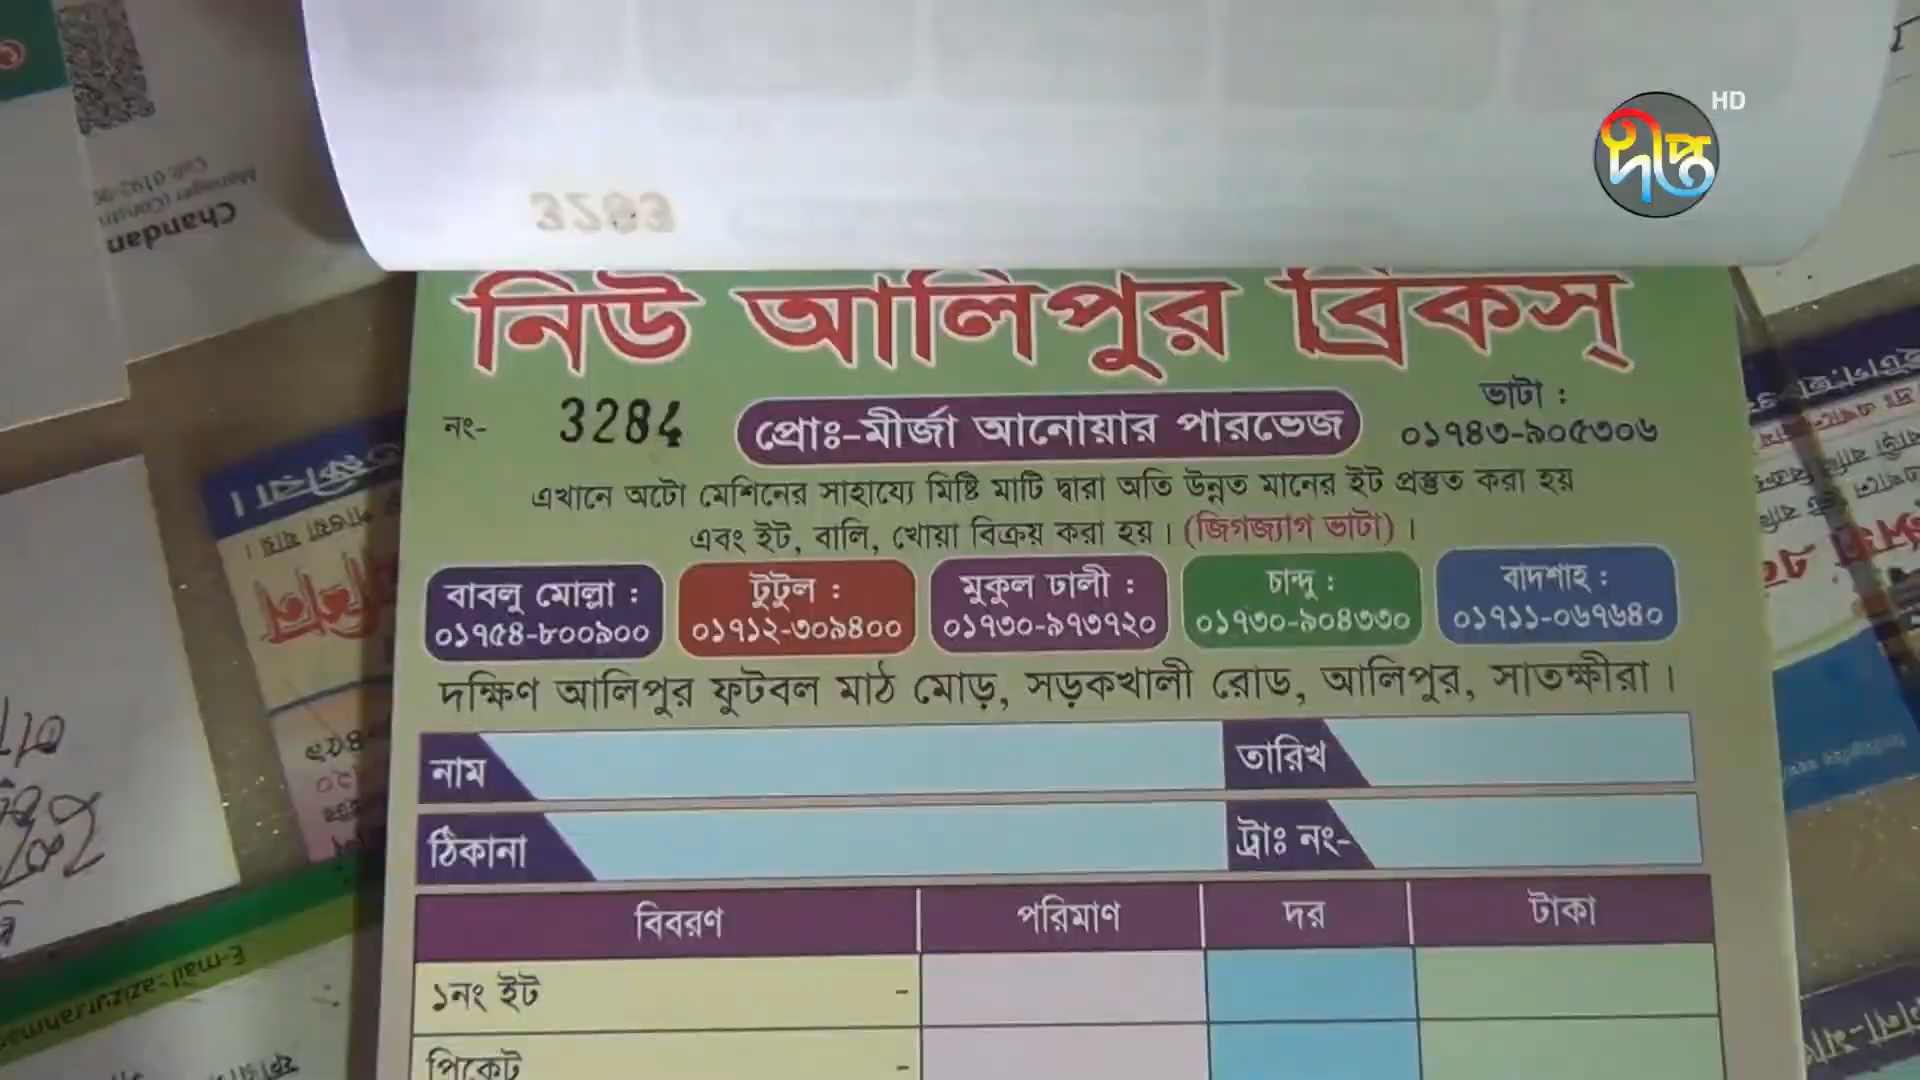 HD
দীপ্ত
3283
Chandan
নিউ আলিপুর ব্রিকস্
নং- 3284 প্রোঃ-মীর্জা আনোয়ার পারভেজ ভাটা : ০১৭৪৩-৯০৫৩০৬
এখানে অটো মেশিনের সাহায্যে মিষ্টি মাটি দ্বারা অতি উন্নত মানের ইট প্রস্তুত করা হয়
এবং ইট, বালি, খোয়া বিক্রয় করা হয়। (জিগজ্যাগ ভাটা)।
বাবলু মোল্লা : টুটুল : মুকুল ঢালী : চান্দু : বাদশাহ :
০১৭৫৪-৮০০৯০০ ০১৭১২-৩০৯৪০০ ০১৭৩০-৯৭৩৭২০ ০১৭৩০-৯০৪৩৩০ ০১৭১১-০৬৭৬৪০
দক্ষিণ আলিপুর ফুটবল মাঠ মোড়, সড়কখালী রোড, আলিপুর, সাতক্ষীরা।
নাম তারিখ
ঠিকানা ট্রাঃ নং-
বিবরণ পরিমাণ দর টাকা
১নং ইট -
পিকেট -